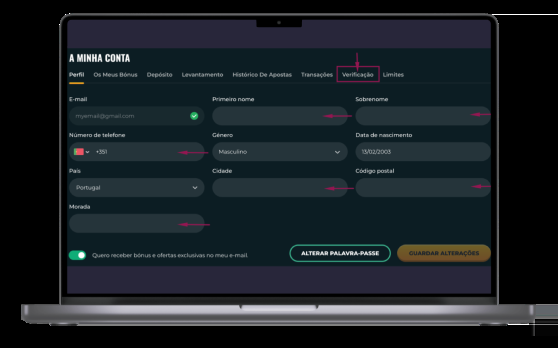 A MINHA CONTA
Perfil Os Meus Bónus Depósito Levantamento Histórico De Apostas Transações Verificação Limites
E-mail Primeiro nome Sobrenome
myemail@gmail.com
Número de telefone Género Data de nascimento
+351 Masculino 13/02/2003
País Cidade Código postal
Portugal
Morada
Quero receber bónus e ofertas exclusivas no meu e-mail. ALTERAR PALAVRA-PASSE GUARDAR ALTERAÇÕES